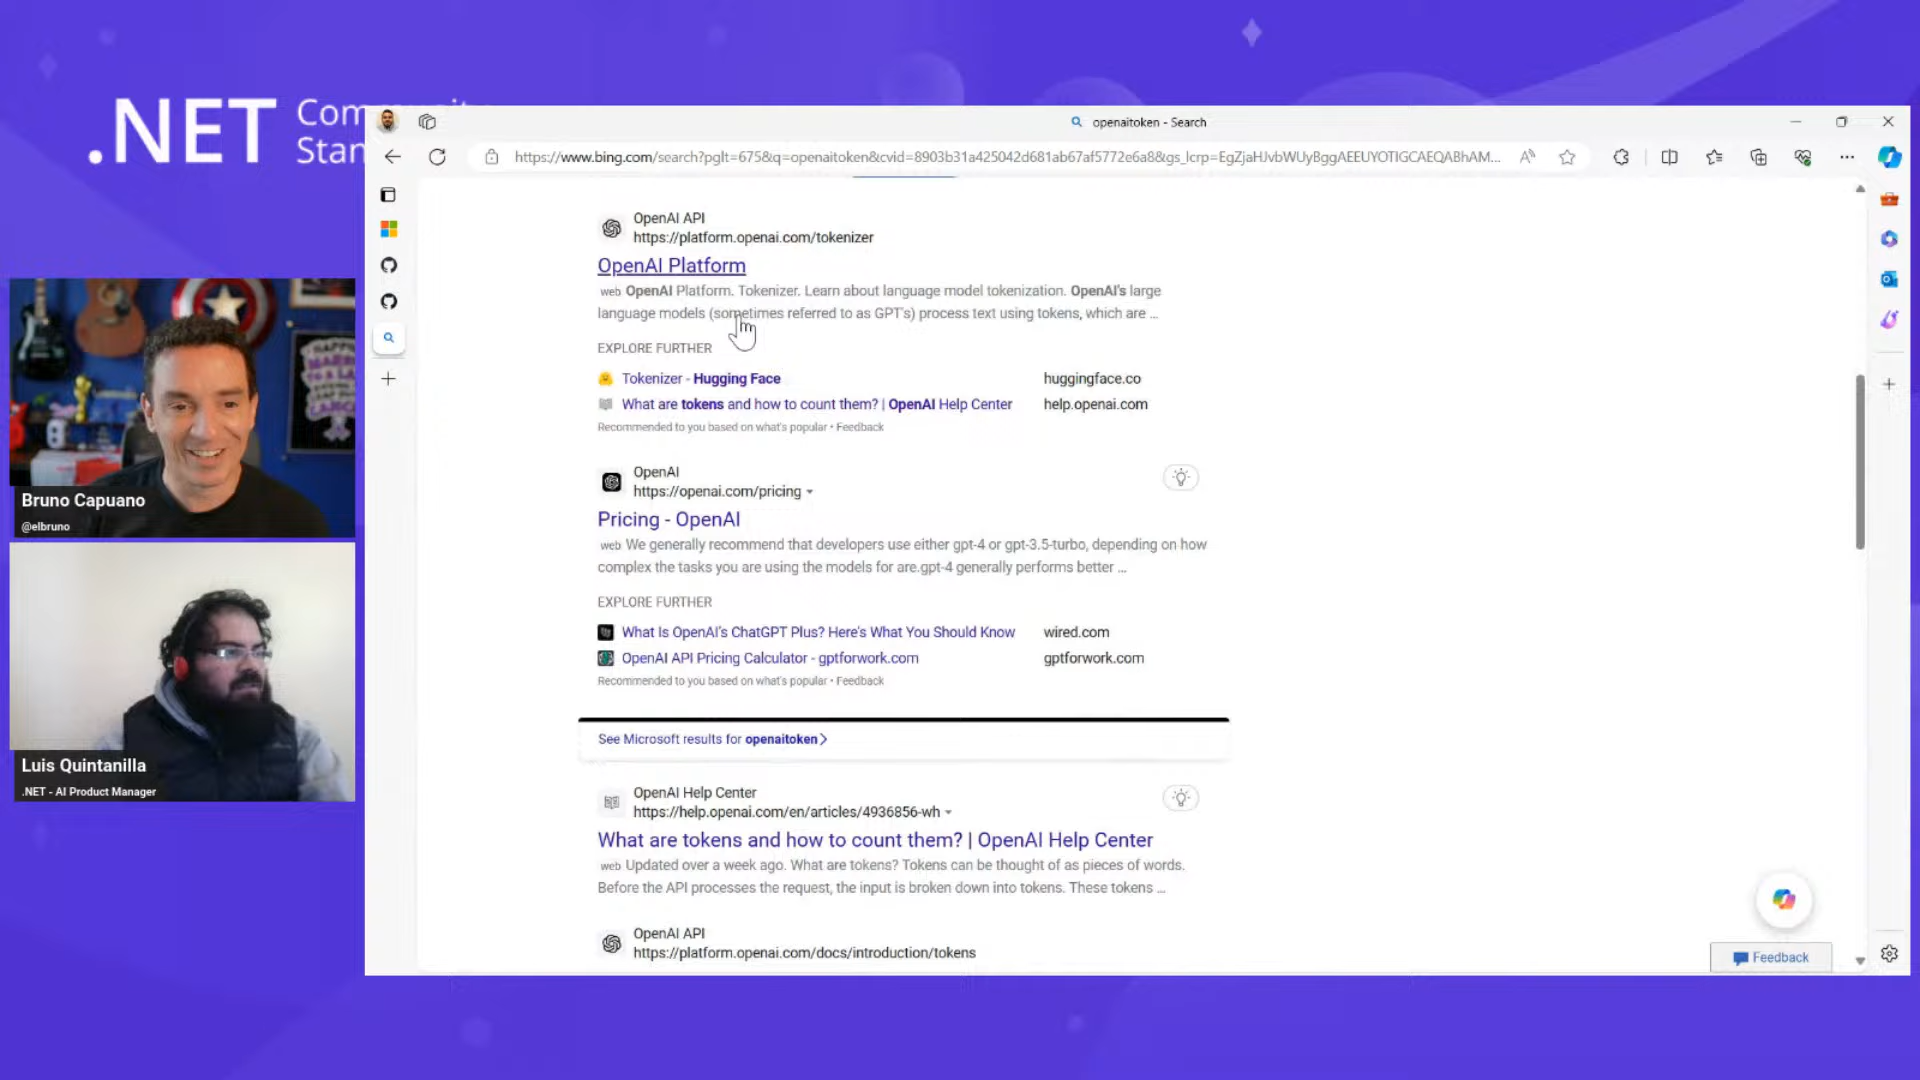 .NET
Com
Stan
openaitoken - Search
https://www.bing.com/search?pglt=675&q=openaitoken&cvid=8903b31a425042d681ab67af5772e6a8&gs_lcrp=EgZjaHJvbWUyBggAEEUYOTIGCAEQABhAM...
OpenAI API
https://platform.openai.com/tokenizer
OpenAI Platform
web OpenAI Platform. Tokenizer. Learn about language model tokenization. OpenAI's large
language models (sometimes referred to as GPT's) process text using tokens, which are ...
EXPLORE FURTHER
Tokenizer - Hugging Face huggingface.co
What are tokens and how to count them? | OpenAI Help Center help.openai.com
Recommended to you based on what's popular • Feedback
OpenAI
https://openai.com/pricing
Pricing - OpenAI
web We generally recommend that developers use either gpt-4 or gpt-3.5-turbo, depending on how
complex the tasks you are using the models for are.gpt-4 generally performs better ...
EXPLORE FURTHER
What Is OpenAI's ChatGPT Plus? Here's What You Should Know wired.com
OpenAI API Pricing Calculator - gptforwork.com gptforwork.com
Recommended to you based on what's popular • Feedback
See Microsoft results for openaitoken
OpenAI Help Center
https://help.openai.com/en/articles/4936856-wh
What are tokens and how to count them? | OpenAI Help Center
web Updated over a week ago. What are tokens? Tokens can be thought of as pieces of words.
Before the API processes the request, the input is broken down into tokens. These tokens ...
OpenAI API
https://platform.openai.com/docs/introduction/tokens
Feedback
Bruno Capuano
@elbruno
Luis Quintanilla
.NET - AI Product Manager